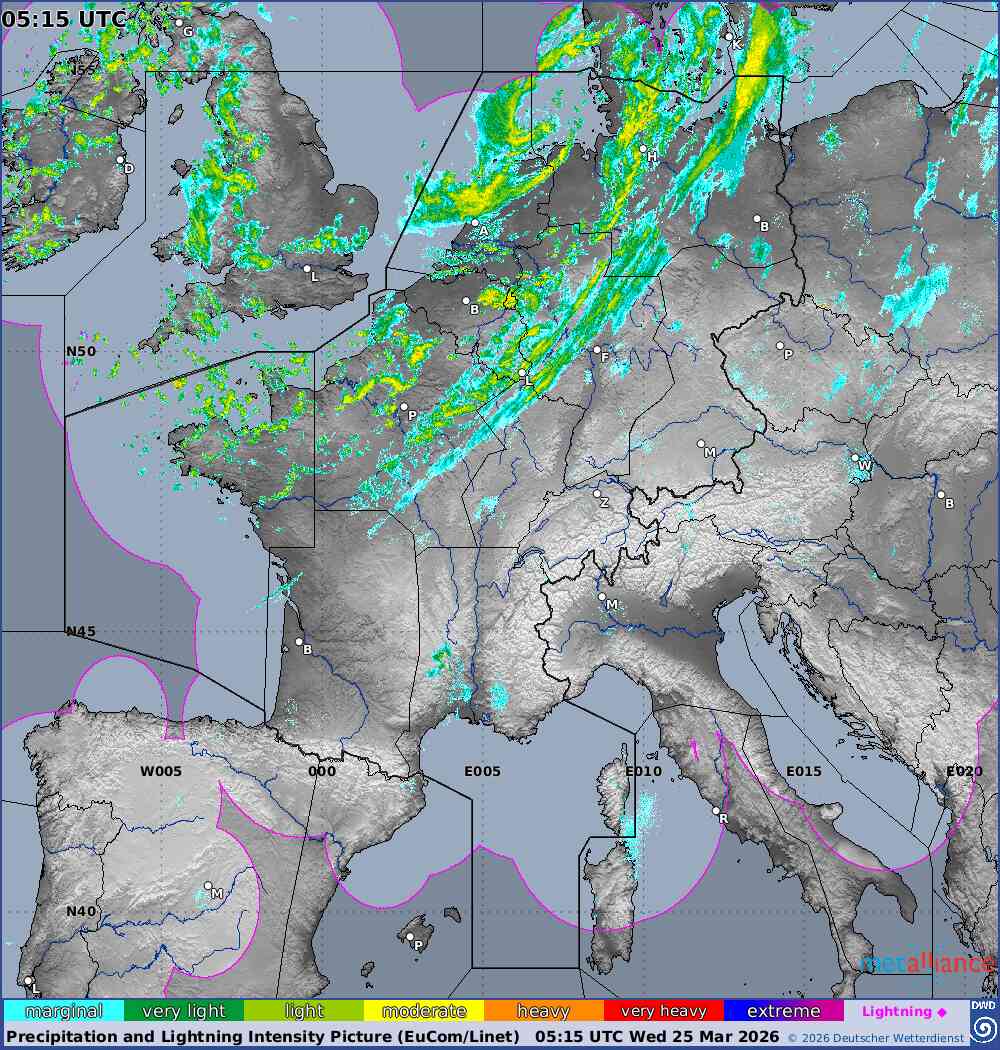 05:15 UTC
G
K
N55
H
D
A
B
L
B
N50
F
P
L
P
M
W
Z
B
M
N45
B
W005
000
E005
E010
E015
E020
R
M
N40
P
metalliance
L
marginal
very light
light
moderate
heavy
very heavy
extreme
Lightning ◆
DWD
Precipitation and Lightning Intensity Picture (EuCom/Linet) 05:15 UTC Wed 25 Mar 2026 © 2026 Deutscher Wetterdienst